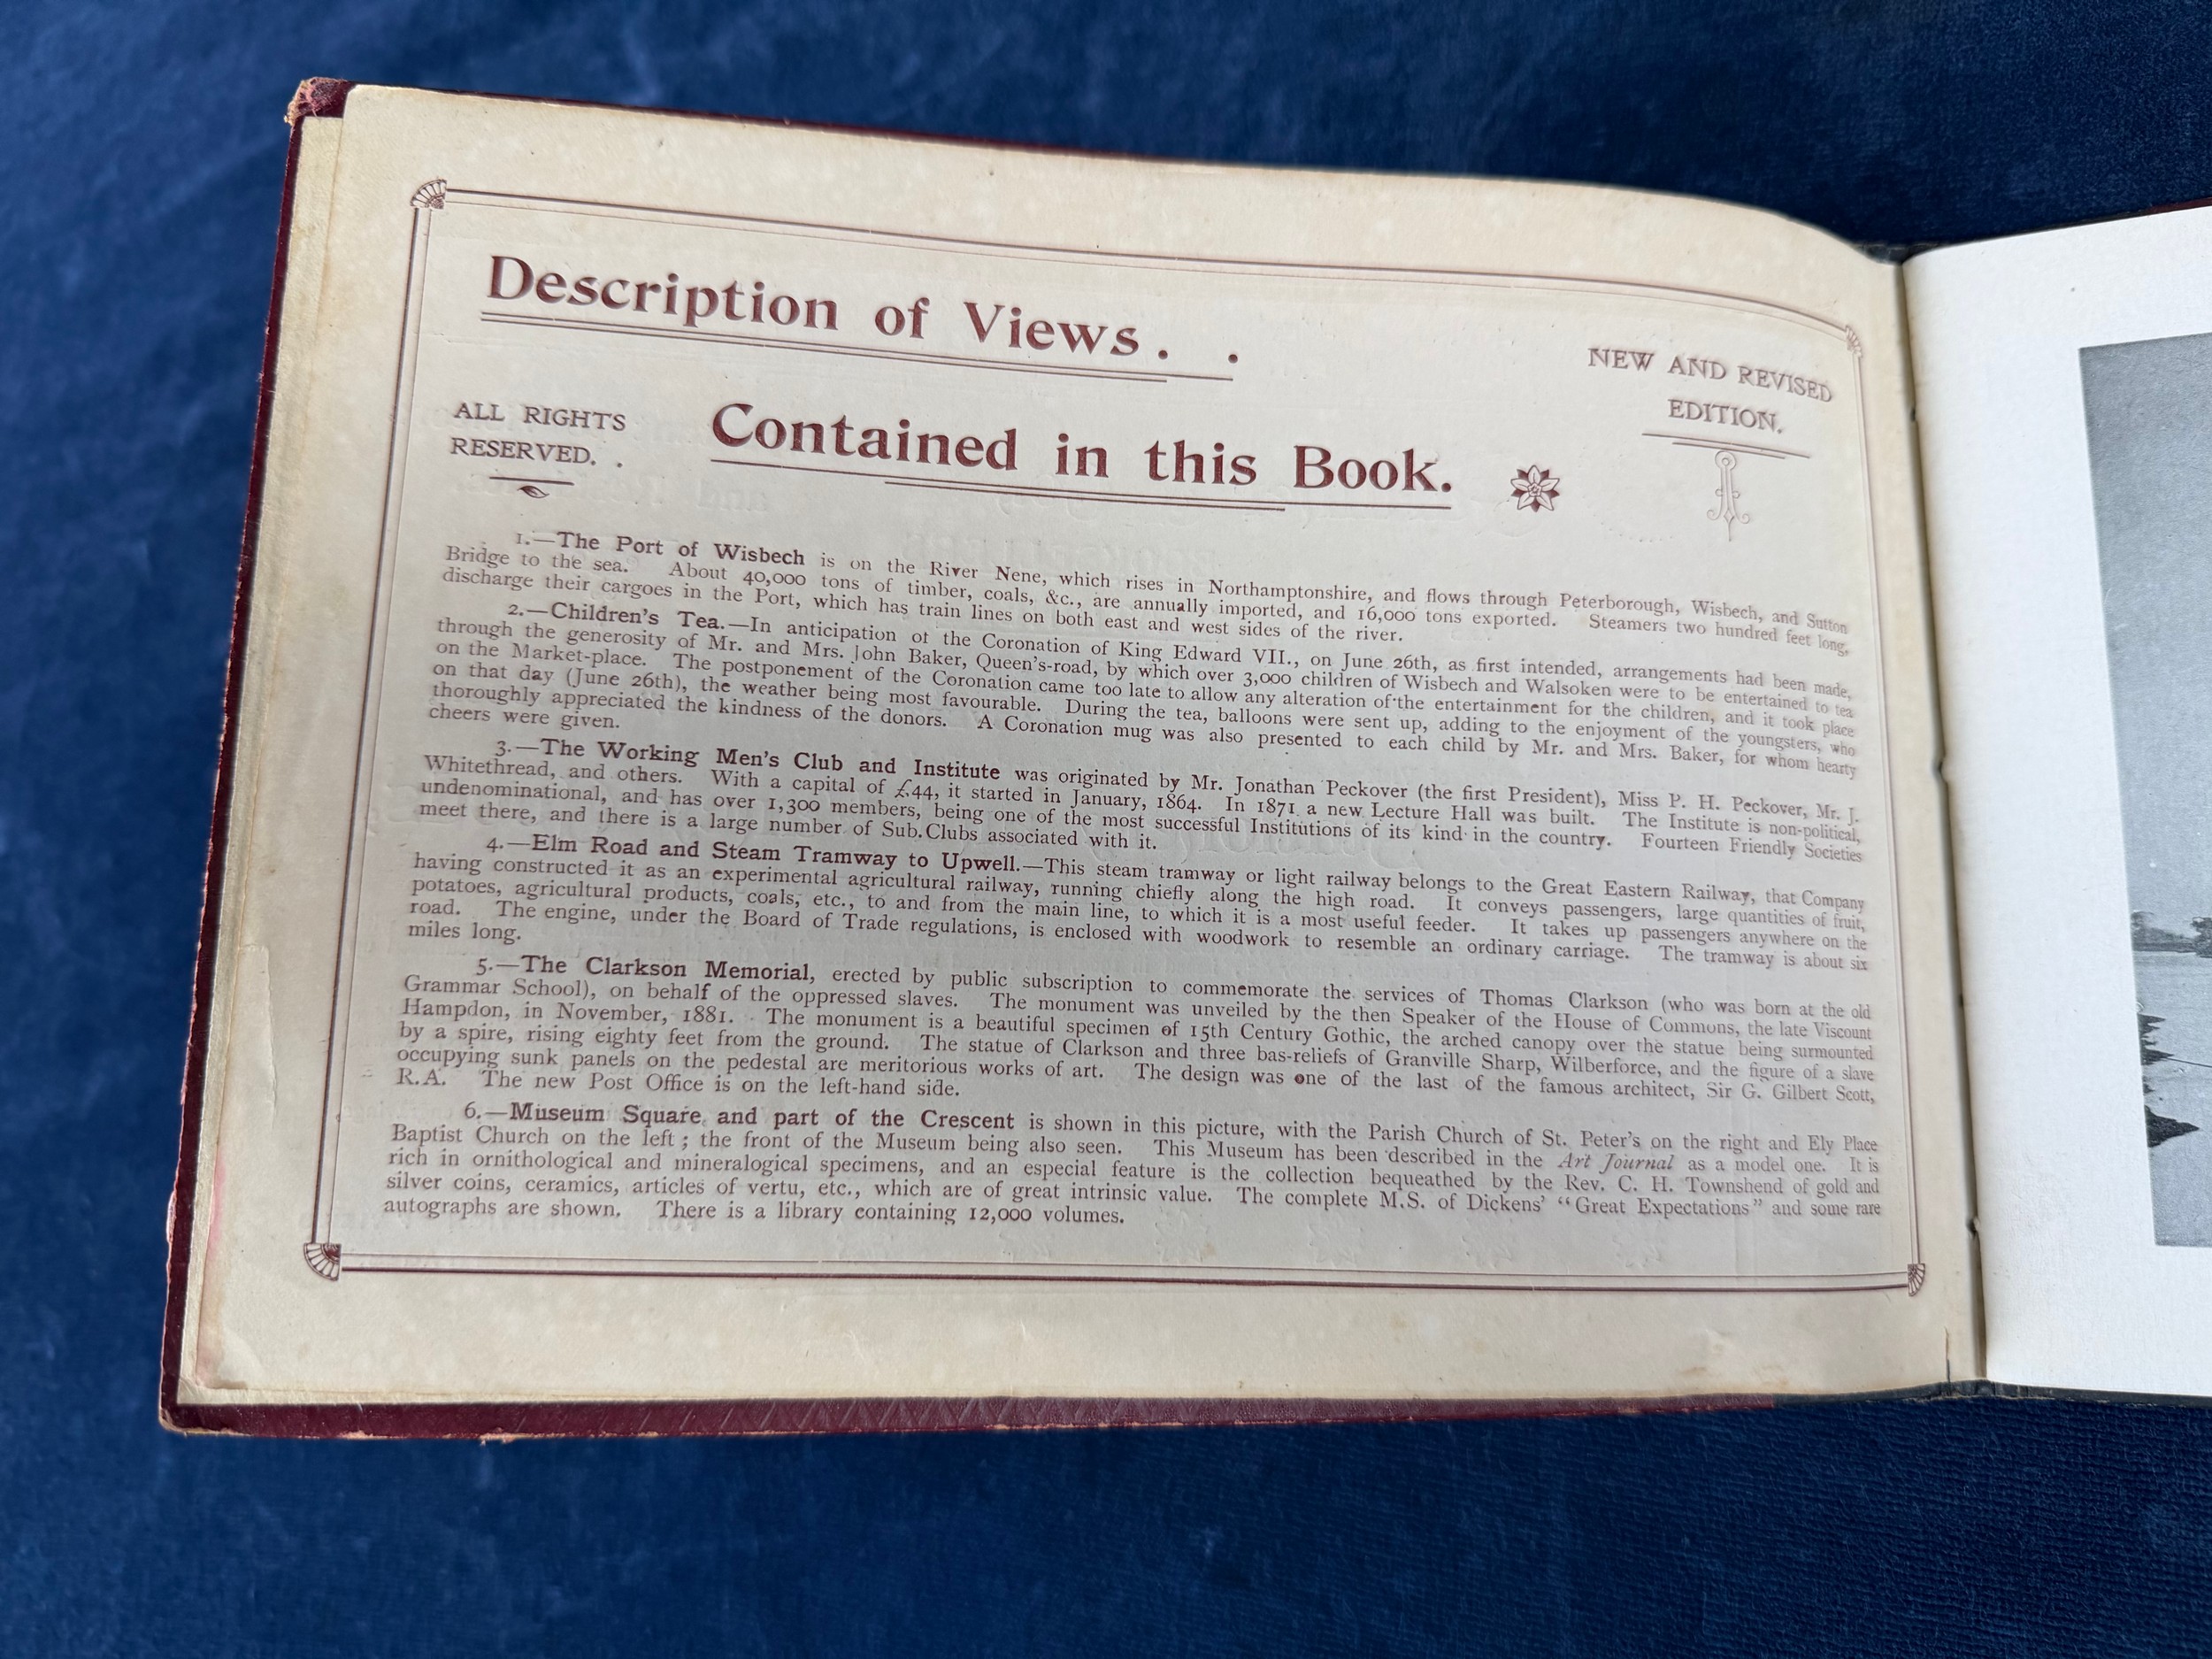 Description of Views. .
NEW AND REVISED
EDITION.
ALL RIGHTS
RESERVED. .
Contained in this Book.
1.—The Port of Wisbech is on the River Nene, which rises in Northamptonshire, and flows through Peterborough, Wisbech, and Sutton
Bridge to the sea. About 40,000 tons of timber, coals, &c., are annually imported, and 16,000 tons exported. Steamers two hundred feet long,
discharge their cargoes in the Port, which has train lines on both east and west sides of the river.
2.—Children's Tea.—In anticipation of the Coronation of King Edward VII., on June 26th, as first intended, arrangements had been made,
through the generosity of Mr. and Mrs. John Baker, Queen's-road, by which over 3,000 children of Wisbech and Walsoken were to be entertained to tea
on the Market-place. The postponement of the Coronation came too late to allow any alteration of the entertainment for the children, and it took place
on that day (June 26th), the weather being most favourable. During the tea, balloons were sent up, adding to the enjoyment of the youngsters, who
thoroughly appreciated the kindness of the donors. A Coronation mug was also presented to each child by Mr. and Mrs. Baker, for whom hearty
cheers were given.
3.—The Working Men's Club and Institute was originated by Mr. Jonathan Peckover (the first President), Miss P. H. Peckover, Mr. J.
Whitethread, and others. With a capital of £44, it started in January, 1864. In 1871 a new Lecture Hall was built. The Institute is non-political,
undenominational, and has over 1,300 members, being one of the most successful Institutions of its kind in the country. Fourteen Friendly Societies
meet there, and there is a large number of Sub.Clubs associated with it.
4.—Elm Road and Steam Tramway to Upwell.—This steam tramway or light railway belongs to the Great Eastern Railway, that Company
having constructed it as an experimental agricultural railway, running chiefly along the high road. It conveys passengers, large quantities of fruit,
potatoes, agricultural products, coals, etc., to and from the main line, to which it is a most useful feeder. It takes up passengers anywhere on the
road. The engine, under the Board of Trade regulations, is enclosed with woodwork to resemble an ordinary carriage. The tramway is about six
miles long.
5.—The Clarkson Memorial, erected by public subscription to commemorate the services of Thomas Clarkson (who was born at the old
Grammar School), on behalf of the oppressed slaves. The monument was unveiled by the then Speaker of the House of Commons, the late Viscount
Hampdon, in November, 1881. The monument is a beautiful specimen of 15th Century Gothic, the arched canopy over the statue being surmounted
by a spire, rising eighty feet from the ground. The statue of Clarkson and three bas-reliefs of Granville Sharp, Wilberforce, and the figure of a slave
occupying sunk panels on the pedestal are meritorious works of art. The design was one of the last of the famous architect, Sir G. Gilbert Scott,
R.A. The new Post Office is on the left-hand side.
6.—Museum Square and part of the Crescent is shown in this picture, with the Parish Church of St. Peter's on the right and Ely Place
Baptist Church on the left; the front of the Museum being also seen. This Museum has been described in the Art Journal as a model one. It is
rich in ornithological and mineralogical specimens, and an especial feature is the collection bequeathed by the Rev. C. H. Townshend of gold and
silver coins, ceramics, articles of vertu, etc., which are of great intrinsic value. The complete M.S. of Dickens' "Great Expectations" and some rare
autographs are shown. There is a library containing 12,000 volumes.